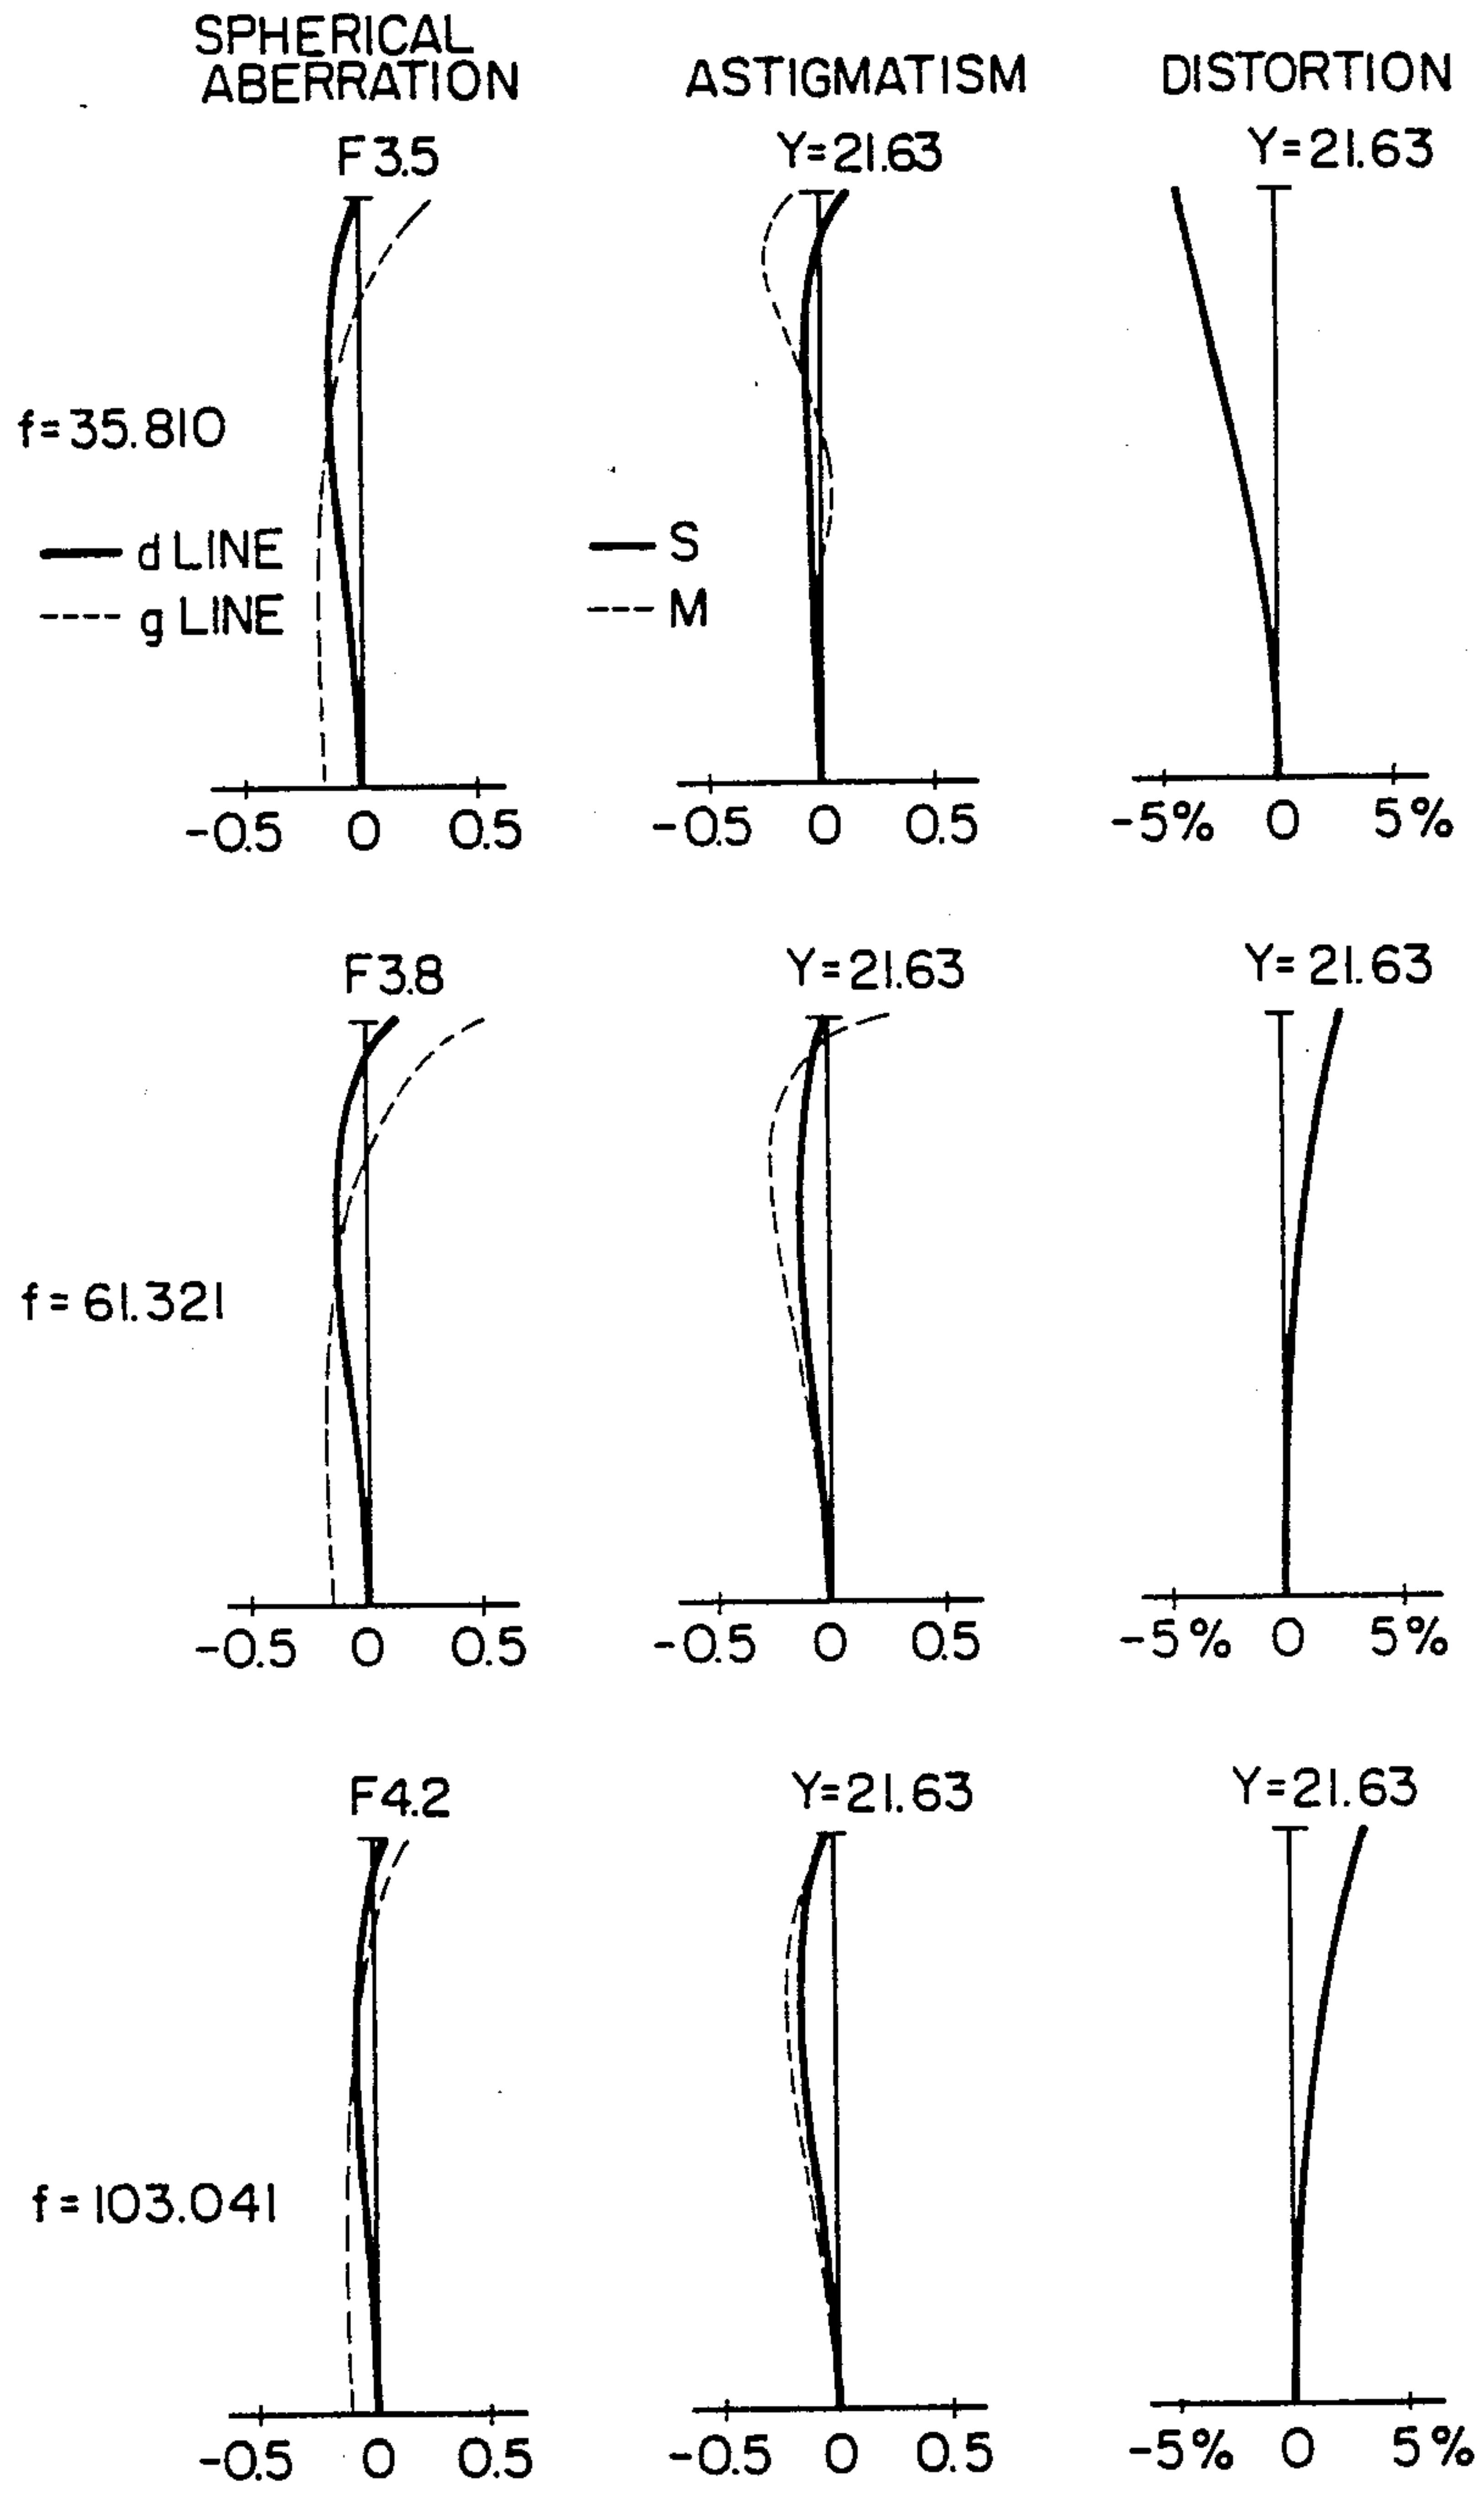 SPHERICAL
ABERRATION
ASTIGMATISM
DISTORTION
F3.5
Y=21.63
Y=21.63
f=35.810
d LINE
g LINE
S
M
-0.5 0 0.5
-0.5 0 0.5
-5% 0 5%
F3.8
Y=21.63
Y=21.63
f=61.321
-0.5 0 0.5
-0.5 0 0.5
-5% 0 5%
F4.2
Y=21.63
Y=21.63
f=103.041
-0.5 0 0.5
-0.5 0 0.5
-5% 0 5%